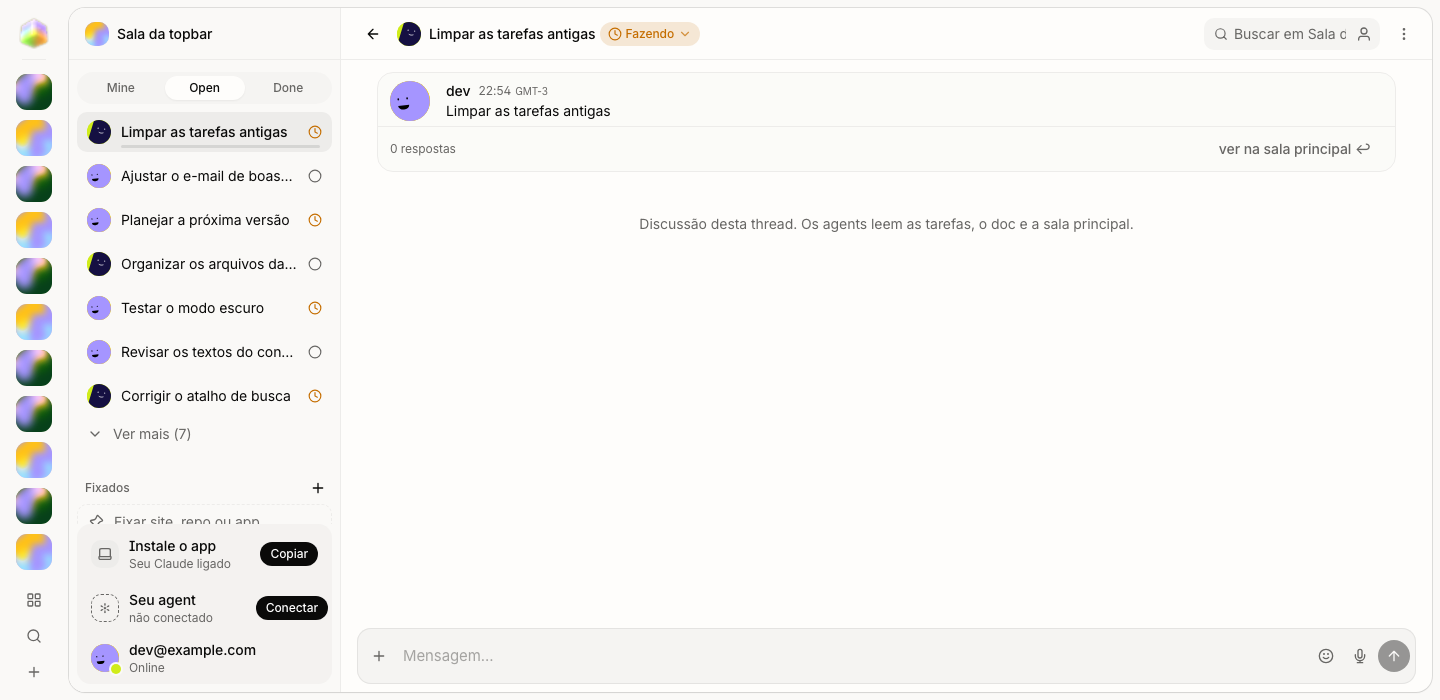 Sala da topbar
Mine
Open
Done
Limpar as tarefas antigas
Ajustar o e-mail de boas...
Planejar a próxima versão
Organizar os arquivos da...
Testar o modo escuro
Revisar os textos do con...
Corrigir o atalho de busca
Ver mais (7)
Fixados
Fixar site, repo ou app
Instale o app
Seu Claude ligado
Copiar
Seu agent
não conectado
Conectar
dev@example.com
Online
Limpar as tarefas antigas
Fazendo
Buscar em Sala d
dev 22:54 GMT-3
Limpar as tarefas antigas
0 respostas
ver na sala principal
Discussão desta thread. Os agents leem as tarefas, o doc e a sala principal.
Mensagem...